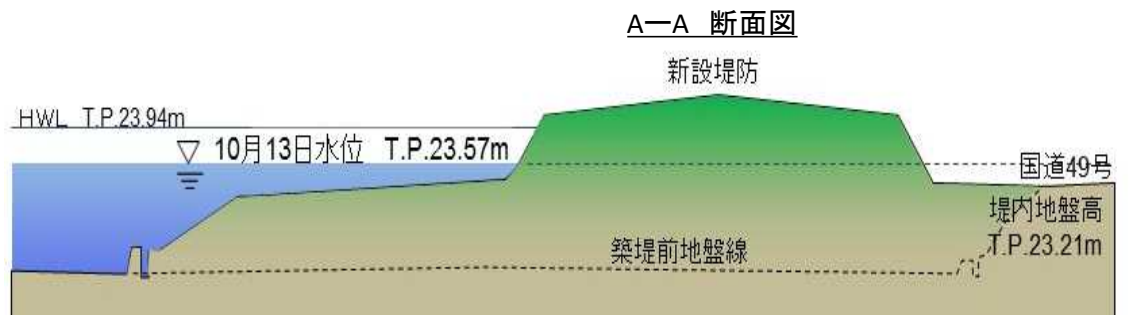 A―A 断面図
新設堤防
HWL T.P.23.94m
10月13日水位 T.P.23.57m
国道49号
堤内地盤高
T.P.23.21m
築堤前地盤線